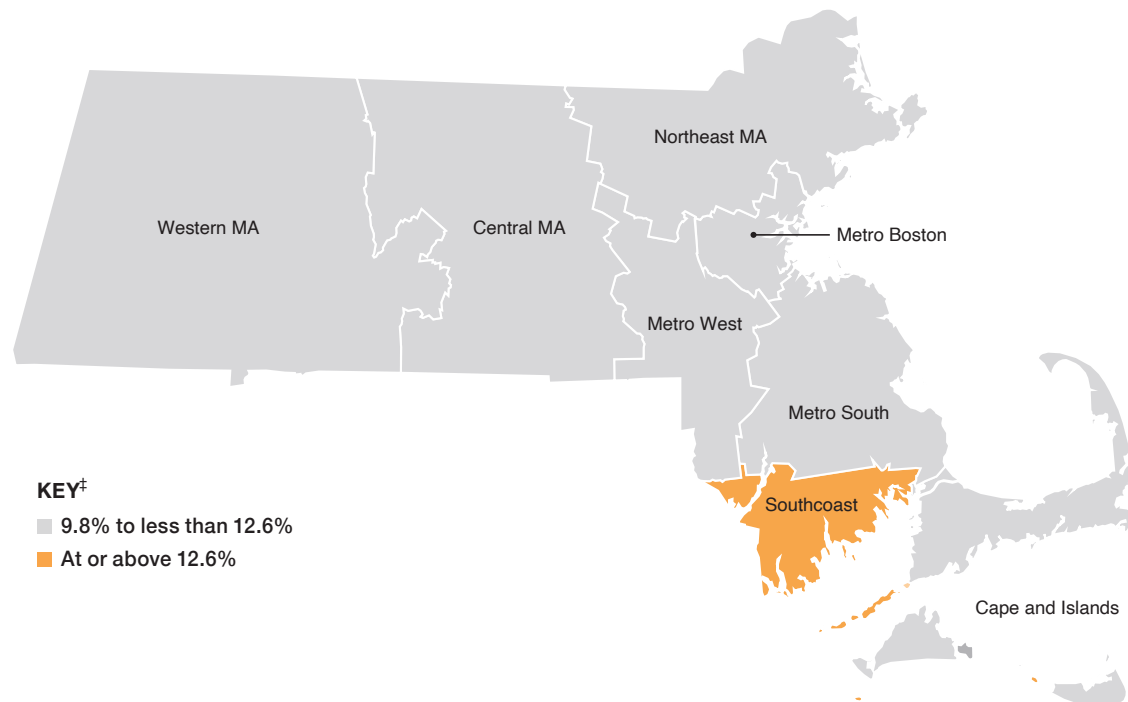 Northeast MA
Western MA
Central MA
Metro Boston
Metro West
Metro South
KEY‡
Southcoast
9.8% to less than 12.6%
At or above 12.6%
Cape and Islands